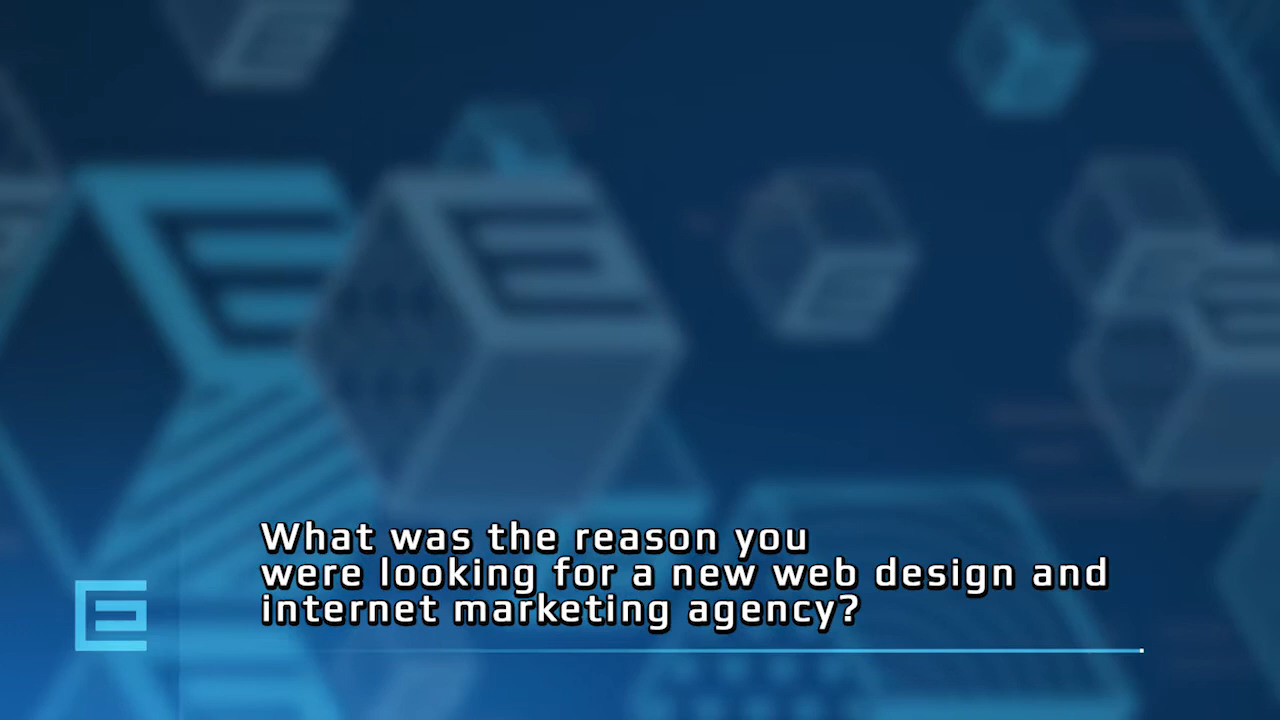 What was the reason you
were looking for a new web design and
internet marketing agency?